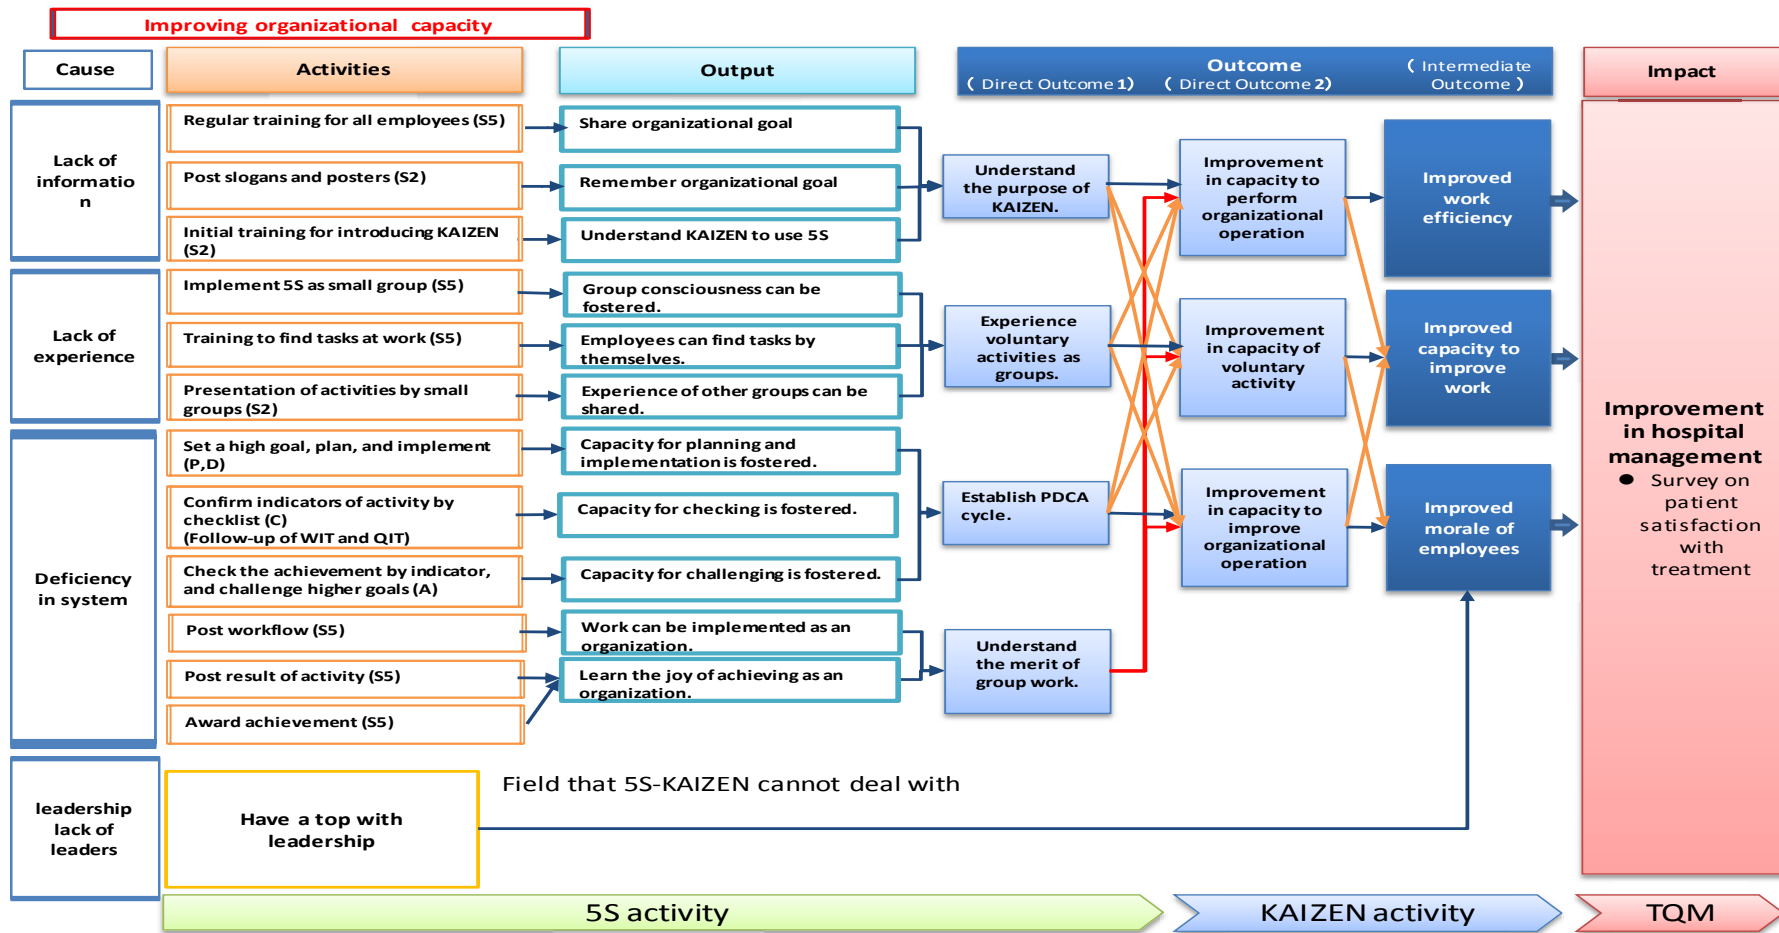 Improving organizational capacity
Cause
Activities
Output
Outcome
( Direct Outcome 1)
( Direct Outcome 2)
( Intermediate
Outcome )
Impact
Lack of
informatio
n
Regular training for all employees (S5)
Share organizational goal
Post slogans and posters (S2)
Remember organizational goal
Initial training for introducing KAIZEN
(S2)
Understand KAIZEN to use 5S
Understand
the purpose of
KAIZEN.
Improvement
in capacity to
perform
organizational
operation
Improved
work
efficiency
Lack of
experience
Implement 5S as small group (S5)
Group consciousness can be
fostered.
Training to find tasks at work (S5)
Employees can find tasks by
themselves.
Presentation of activities by small
groups (S2)
Experience of other groups can be
shared.
Experience
voluntary
activities as
groups.
Improvement
in capacity of
voluntary
activity
Improved
capacity to
improve
work
Deficiency
in system
Set a high goal, plan, and implement
(P,D)
Capacity for planning and
implementation is fostered.
Confirm indicators of activity by
checklist (C)
(Follow-up of WIT and QIT)
Capacity for checking is fostered.
Check the achievement by indicator,
and challenge higher goals (A)
Capacity for challenging is fostered.
Establish PDCA
cycle.
Improvement
in capacity to
improve
organizational
operation
Improved
morale of
employees
Post workflow (S5)
Work can be implemented as an
organization.
Post result of activity (S5)
Learn the joy of achieving as an
organization.
Award achievement (S5)
Understand
the merit of
group work.
Improvement
in hospital
management
● Survey on
patient
satisfaction
with
treatment
leadership
lack of
leaders
Have a top with
leadership
Field that 5S-KAIZEN cannot deal with
5S activity
KAIZEN activity
TQM